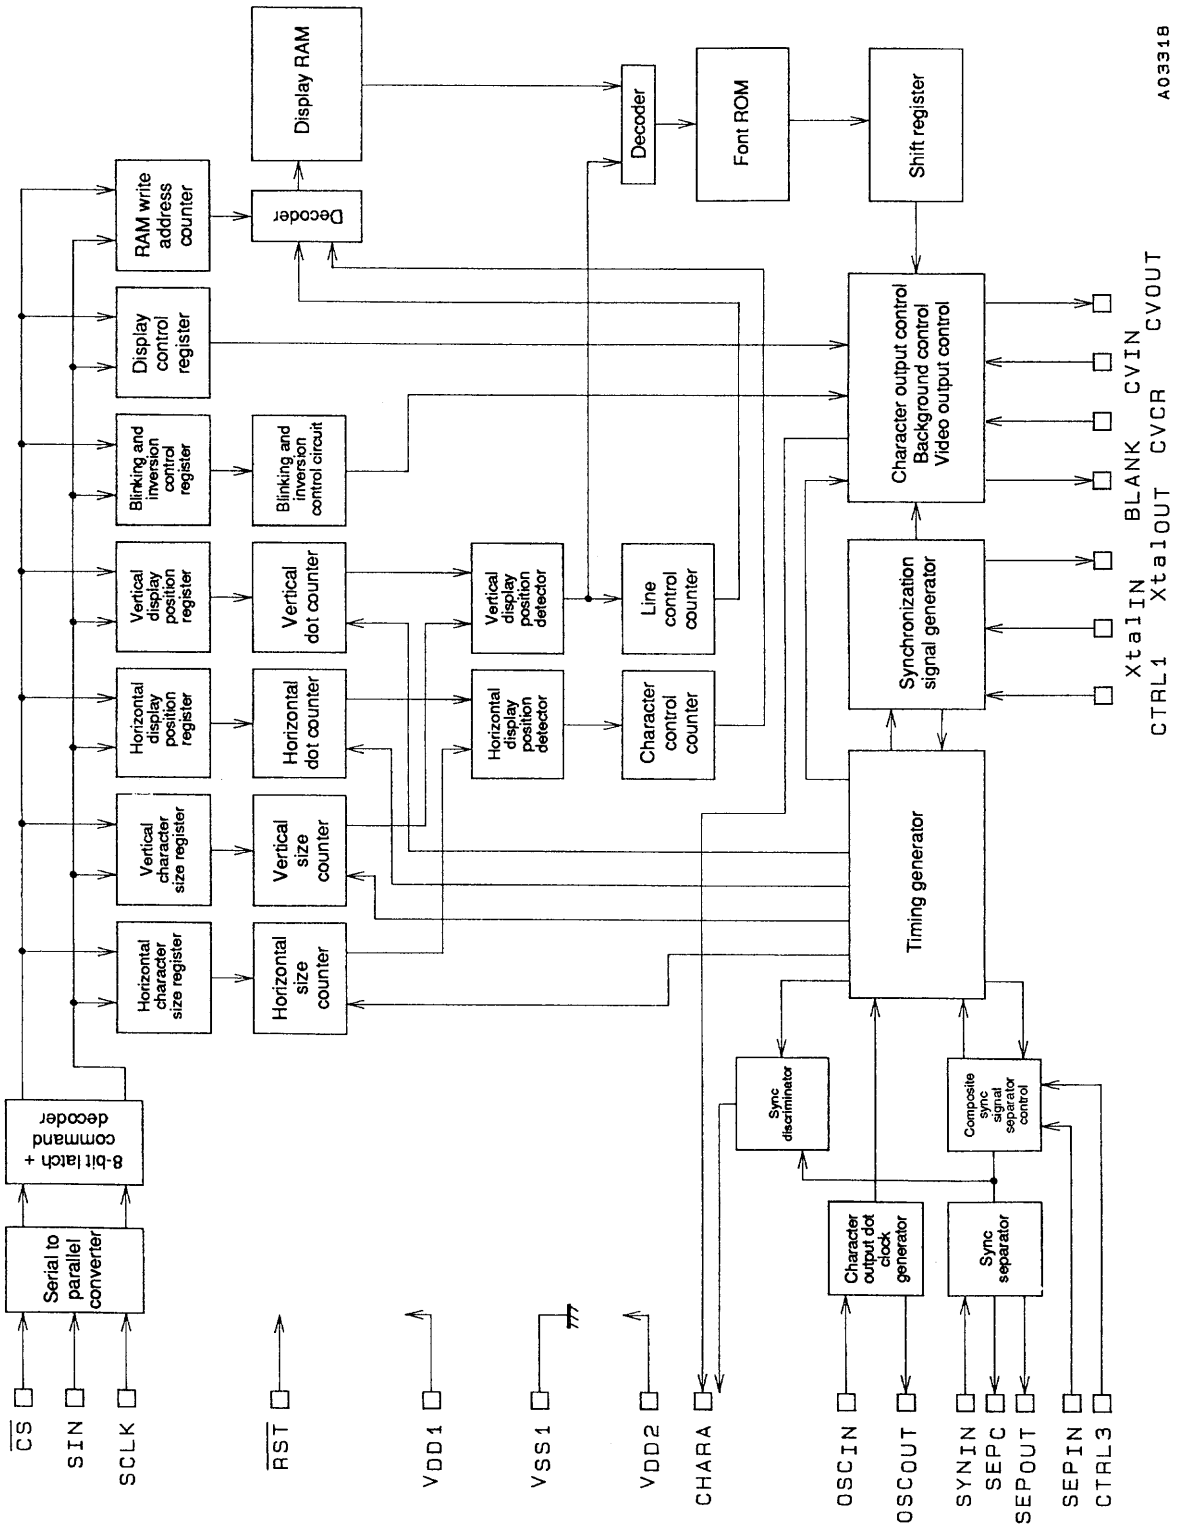 CS
SIN
SCLK
RST
VDD1
VSS1
VDD2
CHARA
OSCIN
OSCOUT
SYNIN
SEPC
SEPOUT
SEPIN
CTRL3
Serial to
parallel
converter
8-bit latch +
command
decoder
Horizontal
character
size register
Vertical
character
size register
Horizontal
display
position
register
Vertical
display
position
register
Blinking and
inversion
control
register
Display
control
register
RAM write
address
counter
Horizontal
size
counter
Vertical
size
counter
Horizontal
dot counter
Vertical
dot counter
Blinking and
inversion
control circuit
Decoder
Display RAM
Horizontal
display
position
detector
Vertical
display
position
detector
Character
control
counter
Line
control
counter
Decoder
Font ROM
Shift register
Sync
discriminator
Character
output dot
clock
generator
Sync
separator
Composite
sync
signal
separator
control
Timing generator
Synchronization
signal generator
Character output control
Background control
Video output control
CTRL1
XtalIN
XtalOUT
BLANK
CVCR
CVIN
CVOUT
A03318